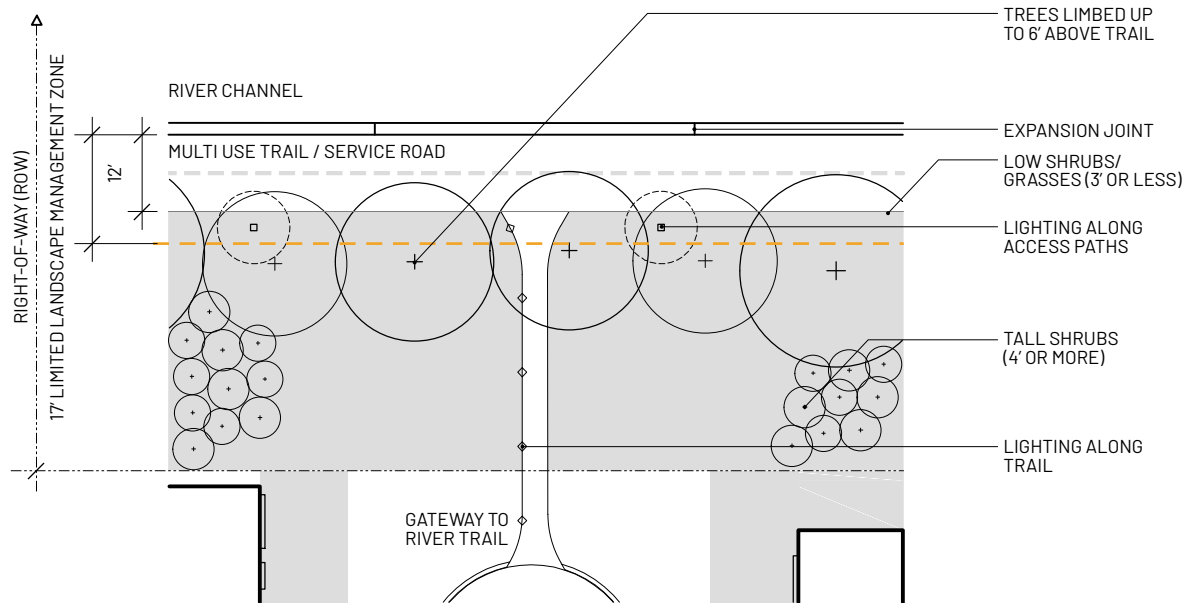 TREES LIMBED UP
TO 6’ ABOVE TRAIL
RIVER CHANNEL
EXPANSION JOINT
MULTI USE TRAIL / SERVICE ROAD
LOW SHRUBS/
GRASSES (3’ OR LESS)
12’
RIGHT-OF-WAY (ROW)
17’ LIMITED LANDSCAPE MANAGEMENT ZONE
LIGHTING ALONG
ACCESS PATHS
TALL SHRUBS
(4’ OR MORE)
LIGHTING ALONG
TRAIL
GATEWAY TO
RIVER TRAIL